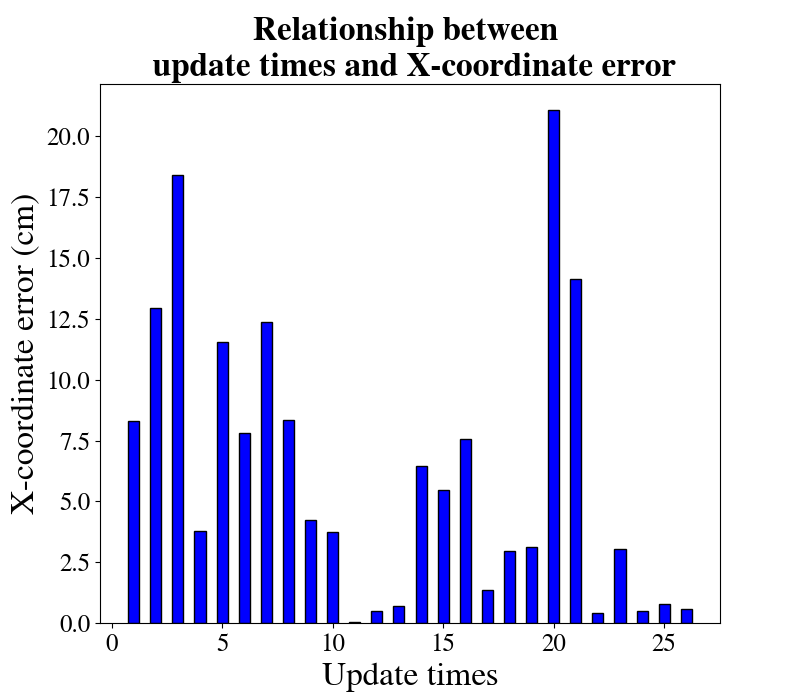 Relationship between
update times and X-coordinate error
X-coordinate error (cm)
20.0
17.5
15.0
12.5
10.0
7.5
5.0
2.5
0.0
0 5 10 15 20 25
Update times